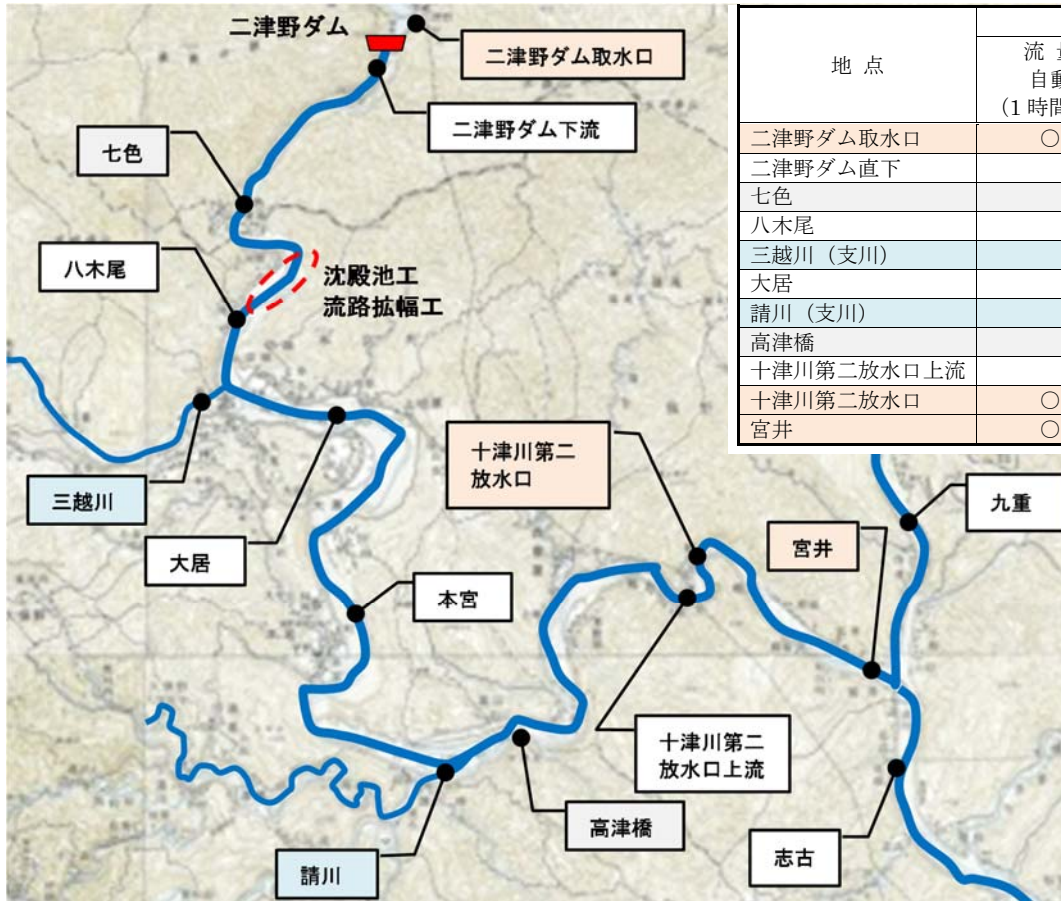 二津野ダム
二津野ダム取水口
二津野ダム下流
七色
八木尾
沈殿池工
流路拡幅工
三越川
大居
本宮
十津川第二
放水口
宮井
九重
十津川第二
放水口上流
高津橋
請川
志古
地 点
流 量
自動
(1 時間
二津野ダム取水口 ○
二津野ダム直下
七色
八木尾
三越川(支川)
大居
請川(支川)
高津橋
十津川第二放水口上流
十津川第二放水口 ○
宮井 ○